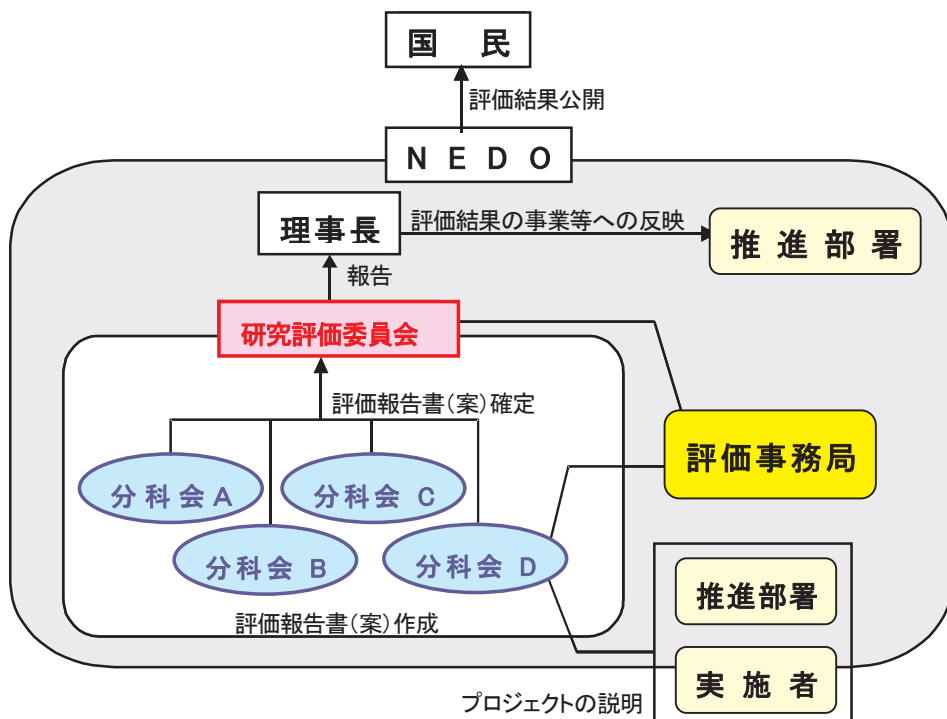 国　民
評価結果公開
ＮＥＤＯ
理事長
評価結果の事業等への反映
推進部署
報告
研究評価委員会
評価報告書（案）確定
評価事務局
分科会A
分科会 C
分科会 B
分科会 D
推進部署
評価報告書（案）作成
実施者
プロジェクトの説明